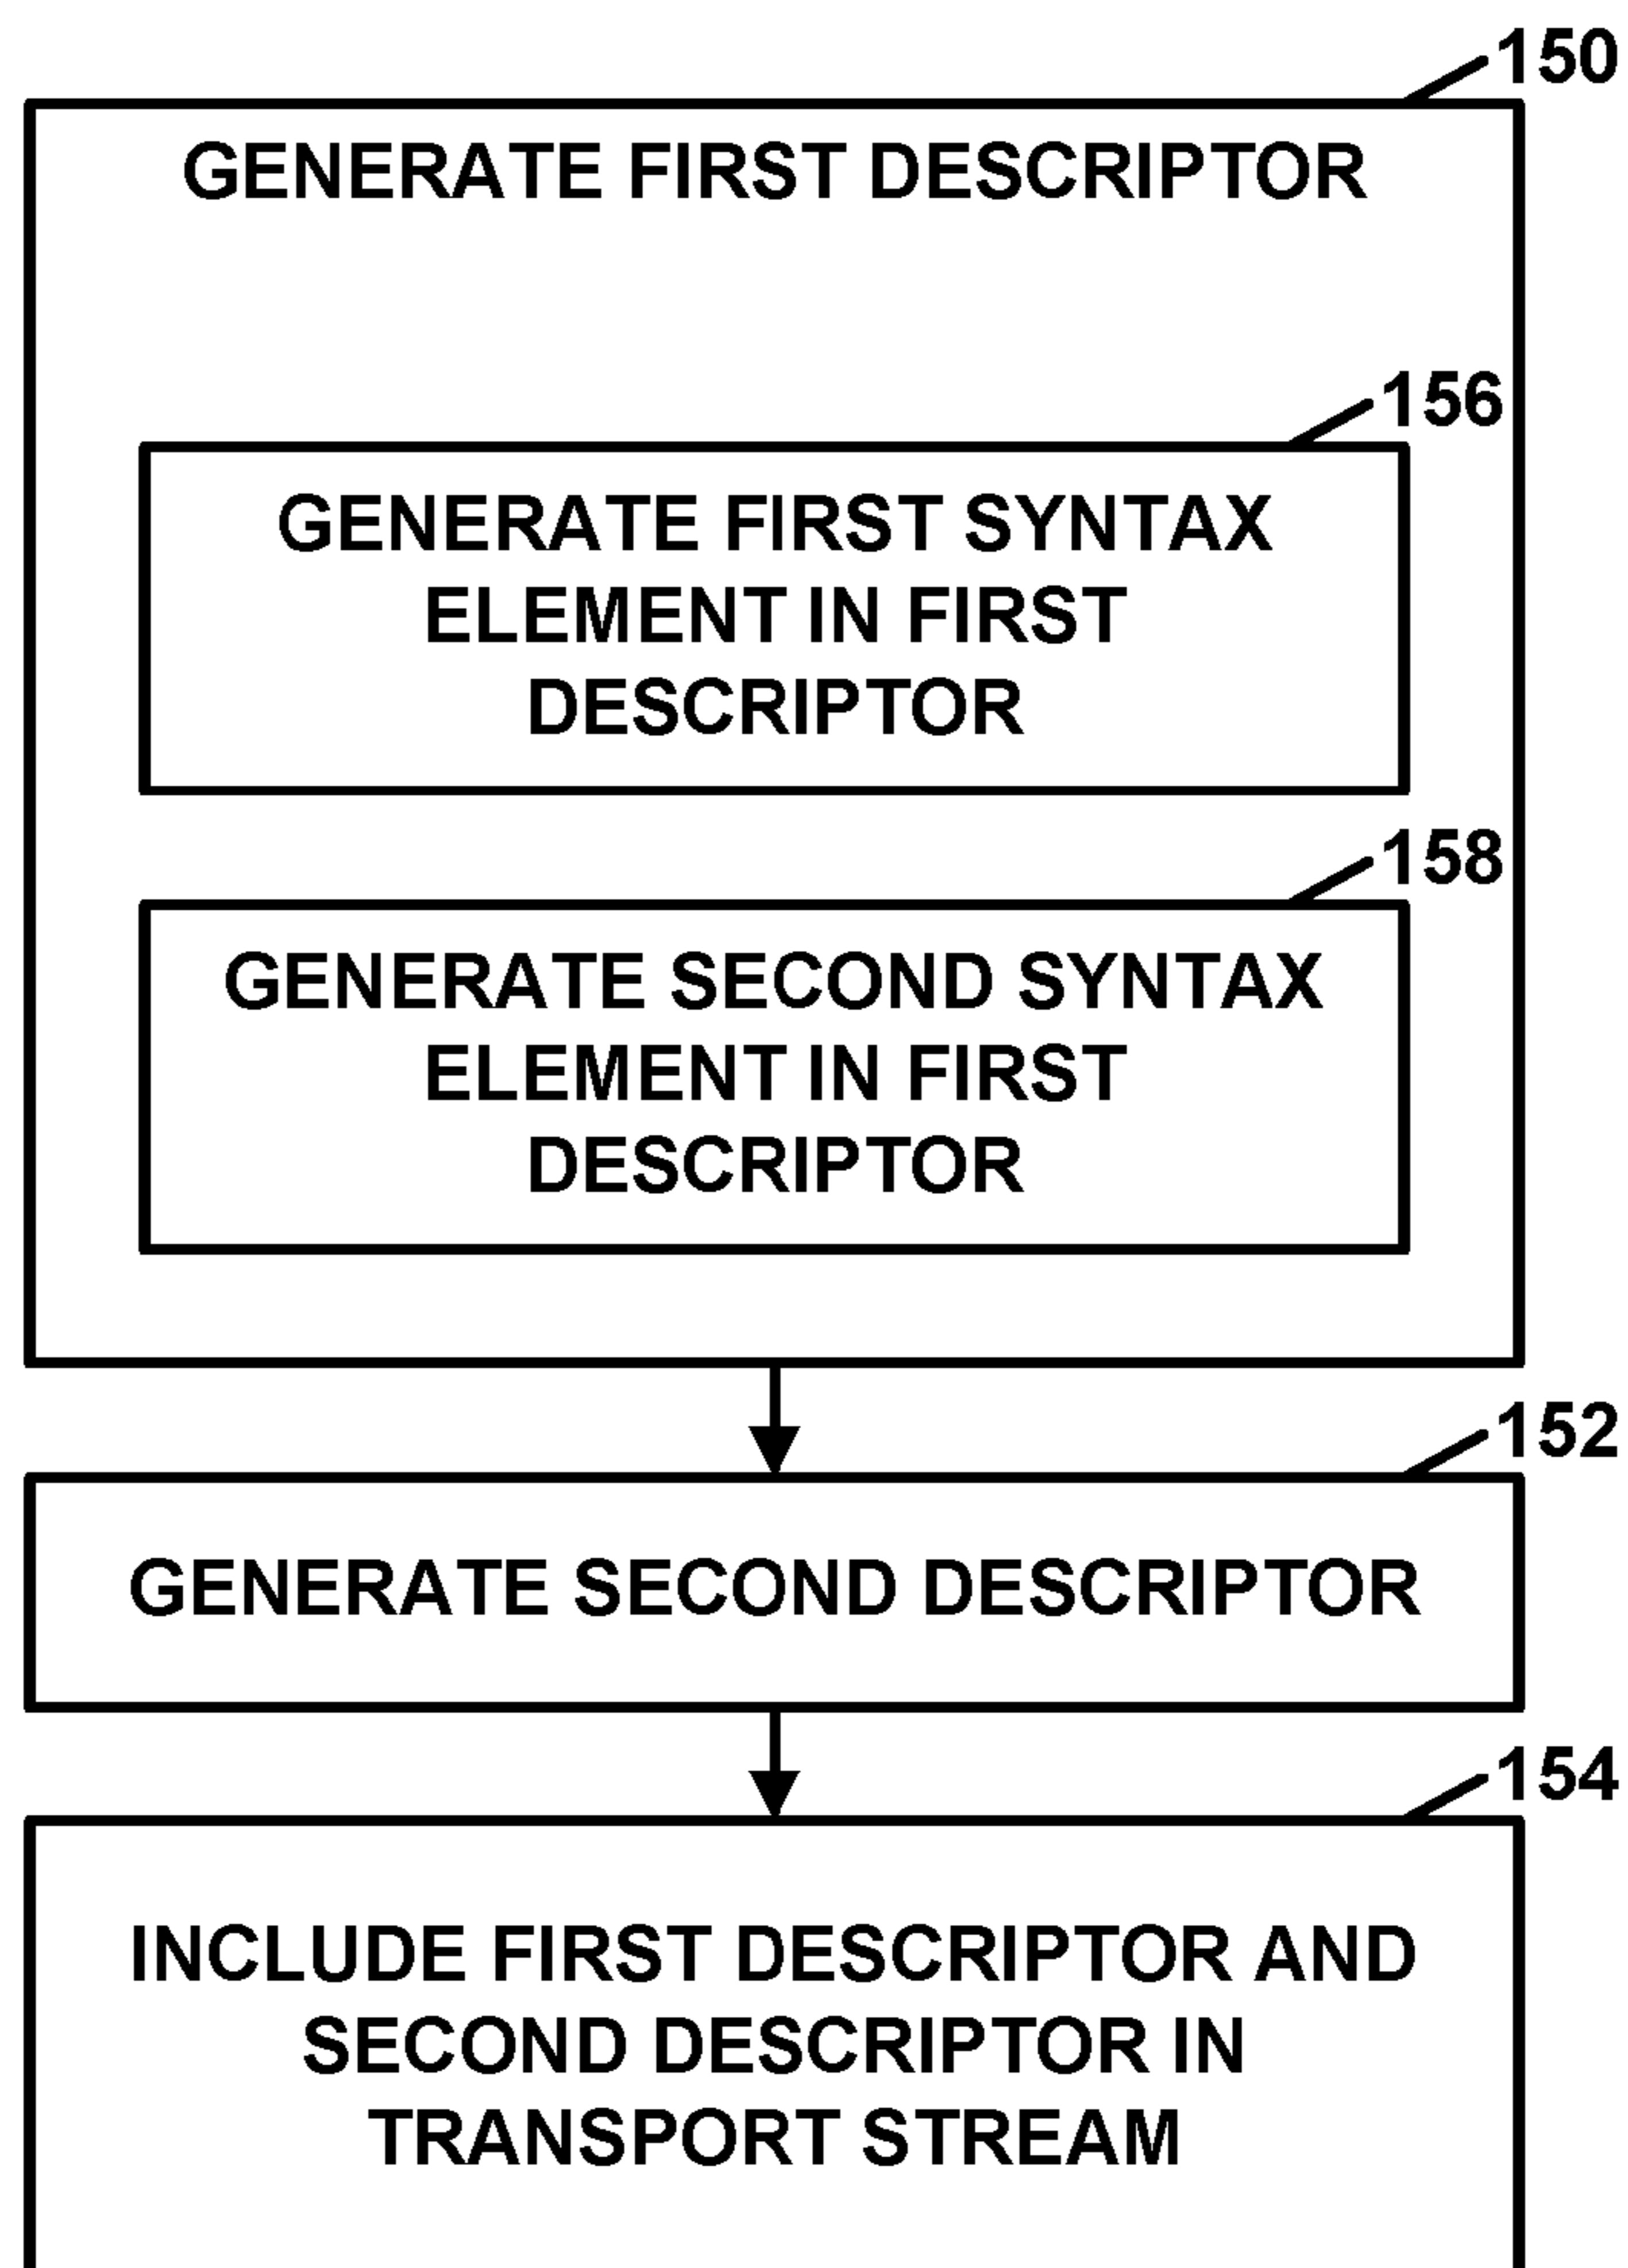 150
GENERATE FIRST DESCRIPTOR
156
GENERATE FIRST SYNTAX
ELEMENT IN FIRST
DESCRIPTOR
158
GENERATE SECOND SYNTAX
ELEMENT IN FIRST
DESCRIPTOR
152
GENERATE SECOND DESCRIPTOR
154
INCLUDE FIRST DESCRIPTOR AND
SECOND DESCRIPTOR IN
TRANSPORT STREAM